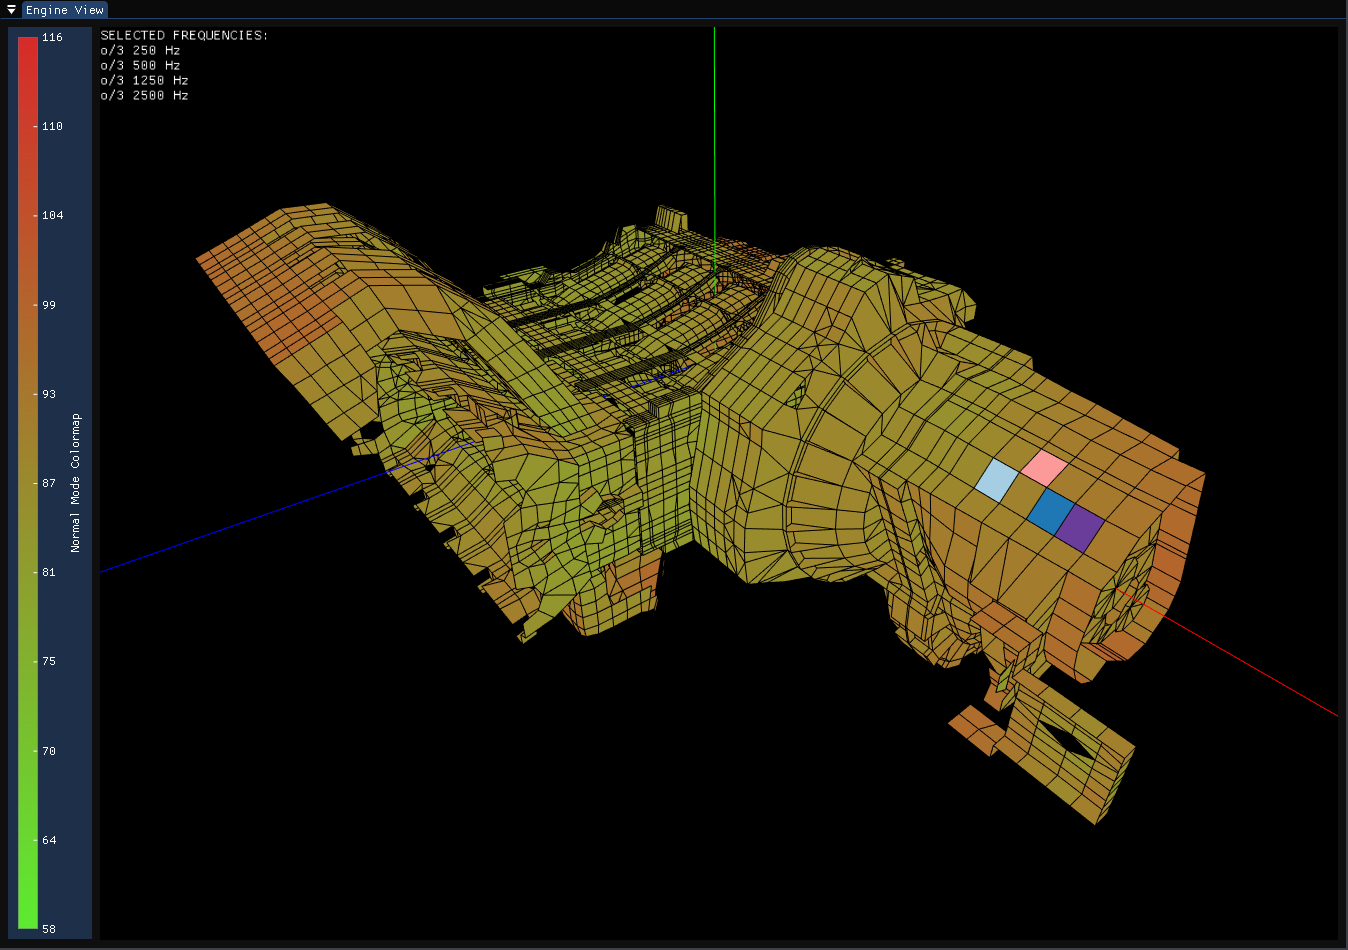 Engine View
SELECTED FREQUENCIES:
o/3 250 Hz
o/3 500 Hz
o/3 1250 Hz
o/3 2500 Hz
116
110
104
99
93
87
81
75
70
64
58
Normal Mode Colormap